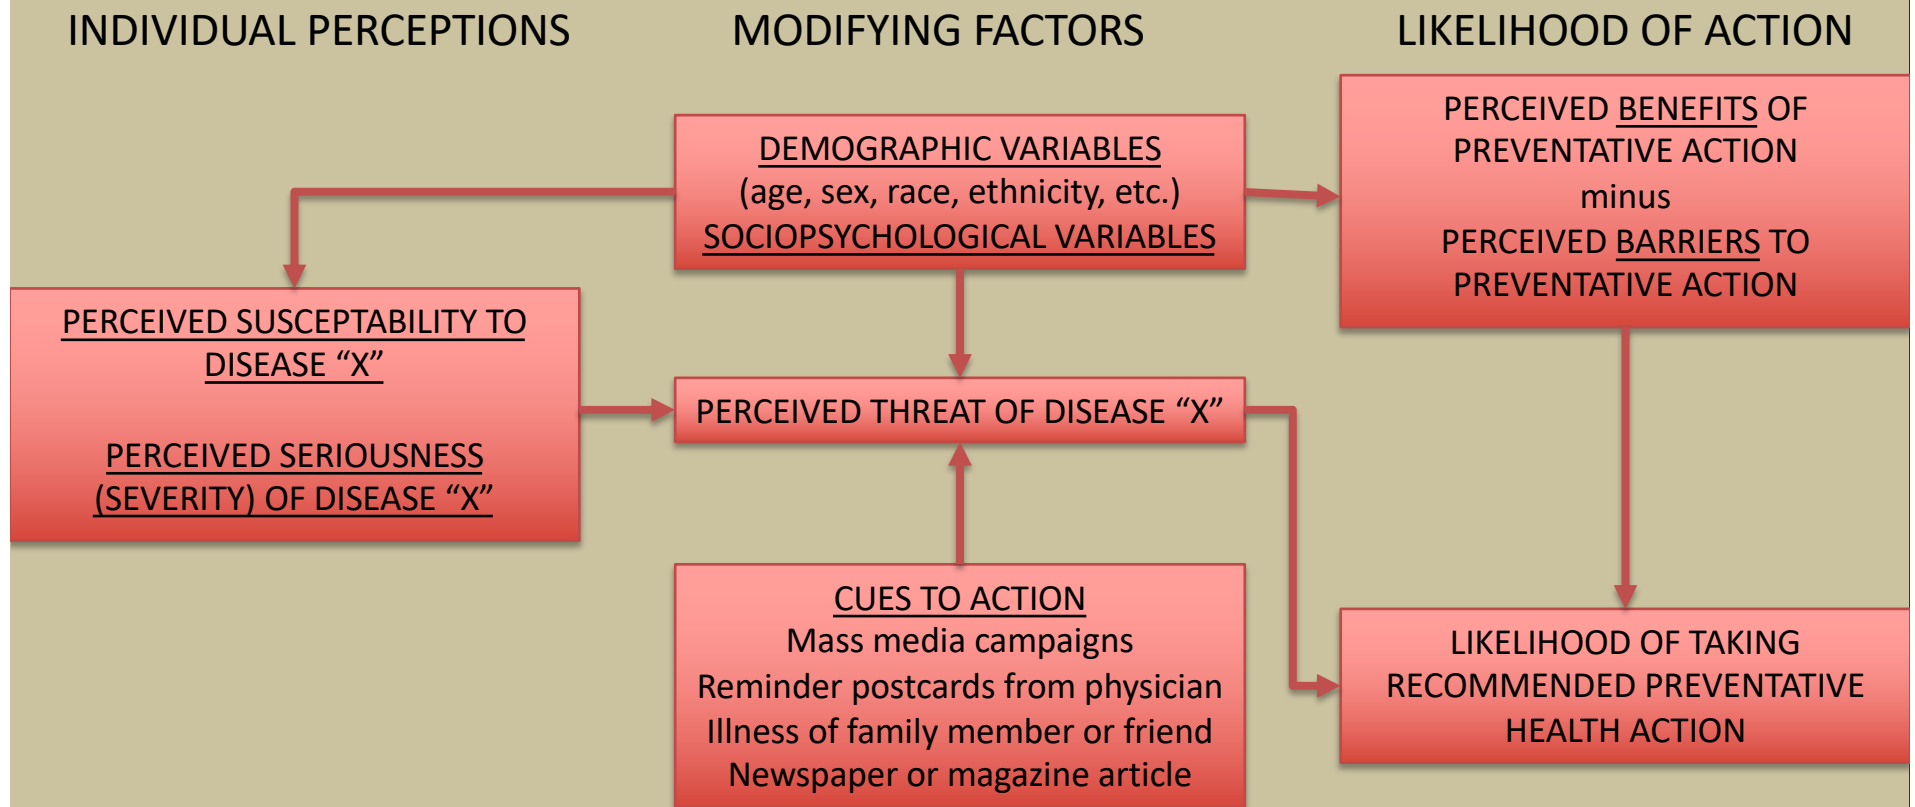 INDIVIDUAL PERCEPTIONS
MODIFYING FACTORS
LIKELIHOOD OF ACTION
DEMOGRAPHIC VARIABLES
(age, sex, race, ethnicity, etc.)
SOCIOPSYCHOLOGICAL VARIABLES
PERCEIVED BENEFITS OF
PREVENTATIVE ACTION
minus
PERCEIVED BARRIERS TO
PREVENTATIVE ACTION
PERCEIVED SUSCEPTABILITY TO
DISEASE “X”
PERCEIVED SERIOUSNESS
(SEVERITY) OF DISEASE “X”
PERCEIVED THREAT OF DISEASE “X”
CUES TO ACTION
Mass media campaigns
Reminder postcards from physician
Illness of family member or friend
Newspaper or magazine article
LIKELIHOOD OF TAKING
RECOMMENDED PREVENTATIVE
HEALTH ACTION